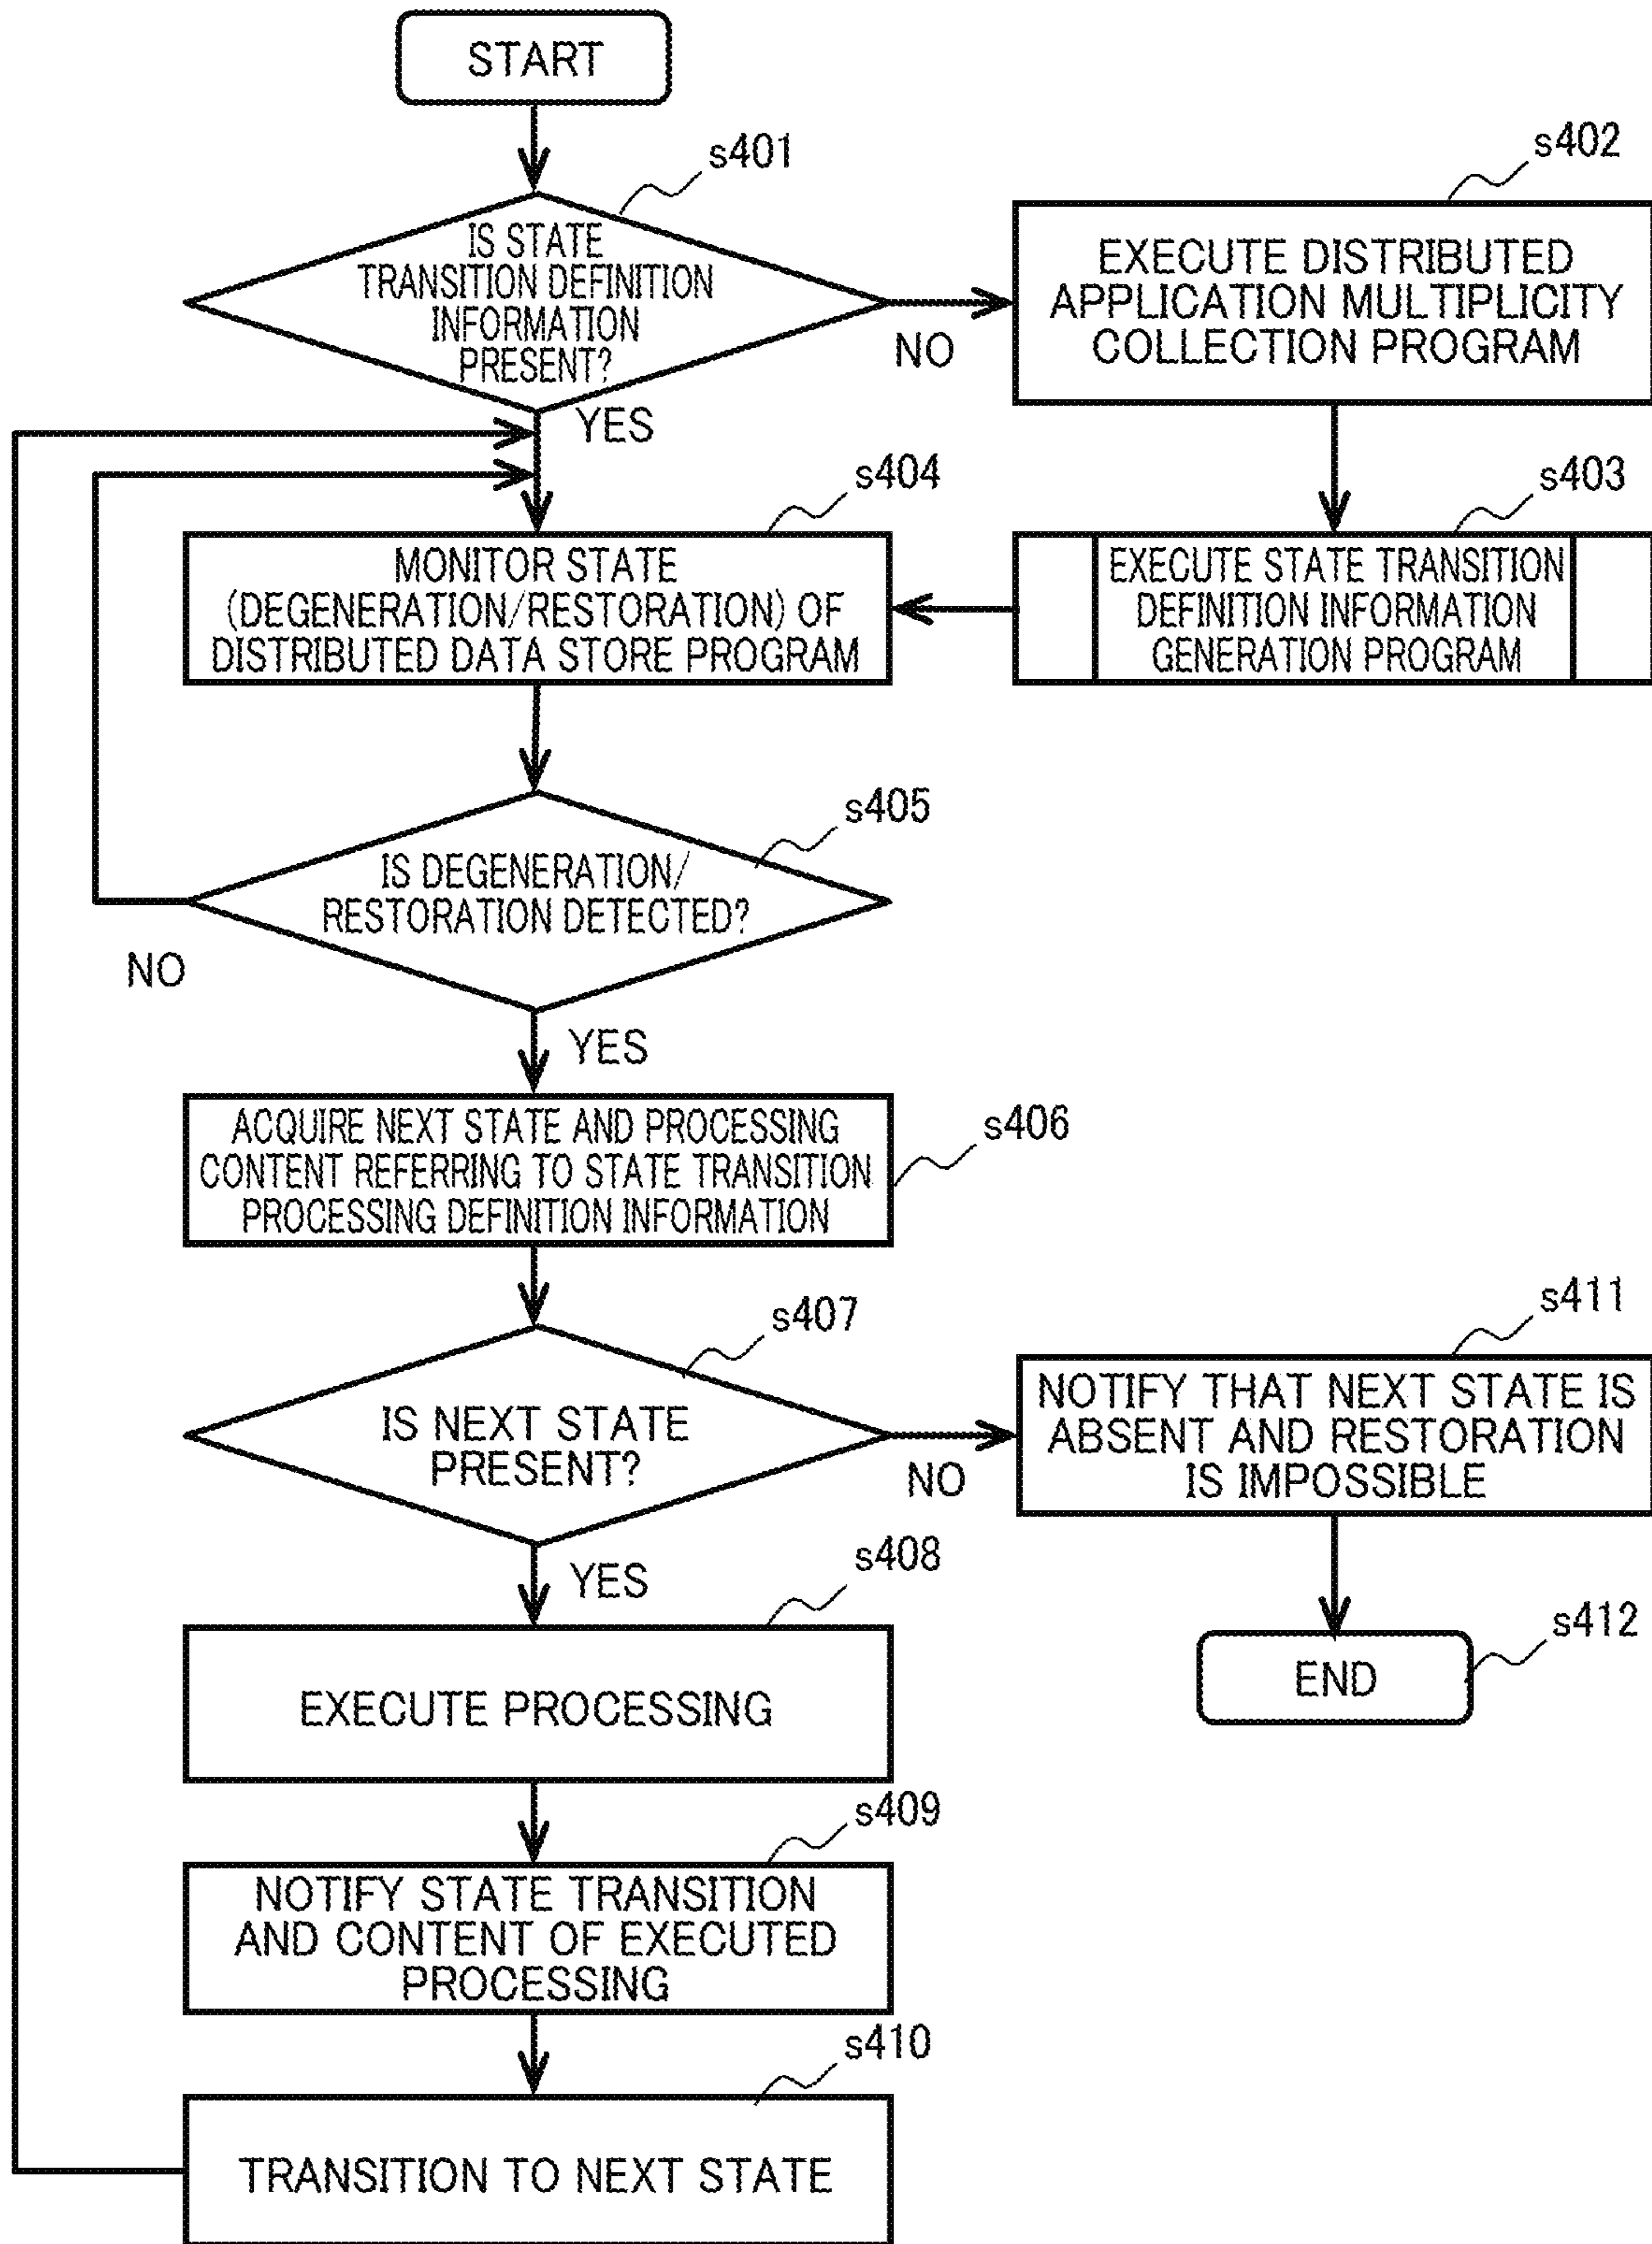 START
s401
IS STATE
TRANSITION DEFINITION
INFORMATION
PRESENT?
NO
YES
s402
EXECUTE DISTRIBUTED
APPLICATION MULTIPLICITY
COLLECTION PROGRAM
s403
EXECUTE STATE TRANSITION
DEFINITION INFORMATION
GENERATION PROGRAM
s404
MONITOR STATE
(DEGENERATION/RESTORATION) OF
DISTRIBUTED DATA STORE PROGRAM
s405
IS DEGENERATION/
RESTORATION DETECTED?
NO
YES
ACQUIRE NEXT STATE AND PROCESSING
CONTENT REFERRING TO STATE TRANSITION
PROCESSING DEFINITION INFORMATION
s406
s407
IS NEXT STATE
PRESENT?
NO
YES
s411
NOTIFY THAT NEXT STATE IS
ABSENT AND RESTORATION
IS IMPOSSIBLE
s412
END
s408
EXECUTE PROCESSING
s409
NOTIFY STATE TRANSITION
AND CONTENT OF EXECUTED
PROCESSING
s410
TRANSITION TO NEXT STATE